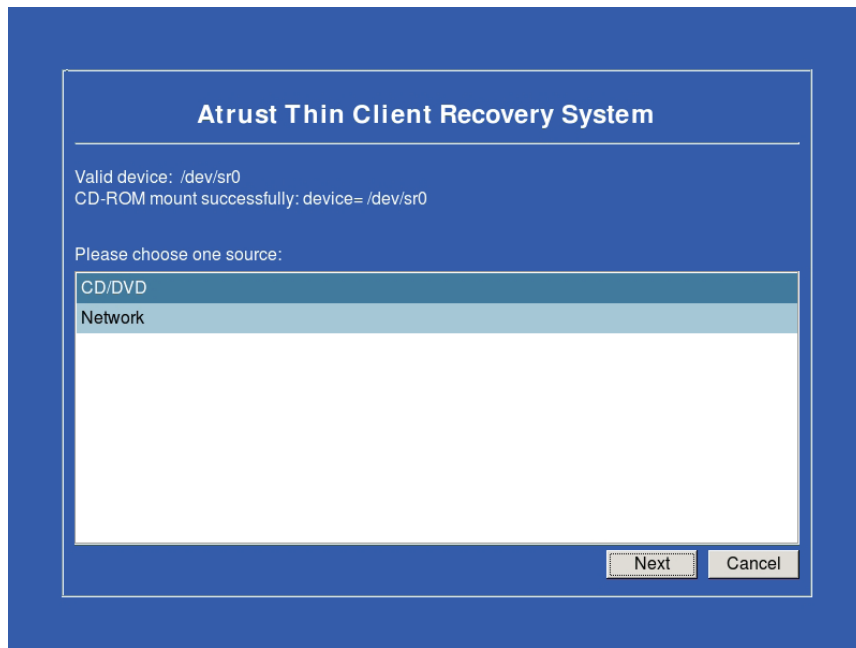 Atrust Thin Client Recovery System
Valid device: /dev/sr0
CD-ROM mount successfully: device= /dev/sr0
Please choose one source:
CD/DVD
Network
Next
Cancel